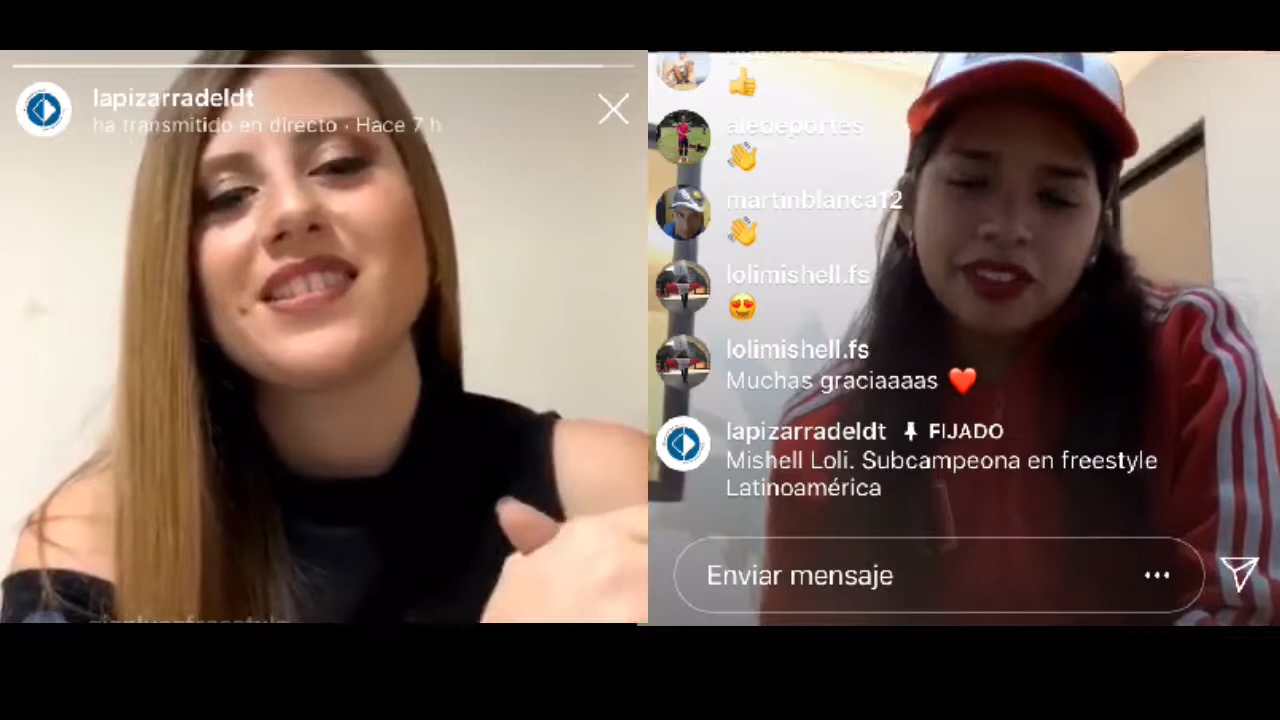 lapizarradeldt
ha transmitido en directo · Hace 7 h
aledeportes
👍
👏
martinblanca12
👏
lolimishell.fs
😍
lolimishell.fs
Muchas graciaaaas ❤️
lapizarradeldt 📌 FIJADO
Mishell Loli. Subcampeona en freestyle
Latinoamérica
Enviar mensaje